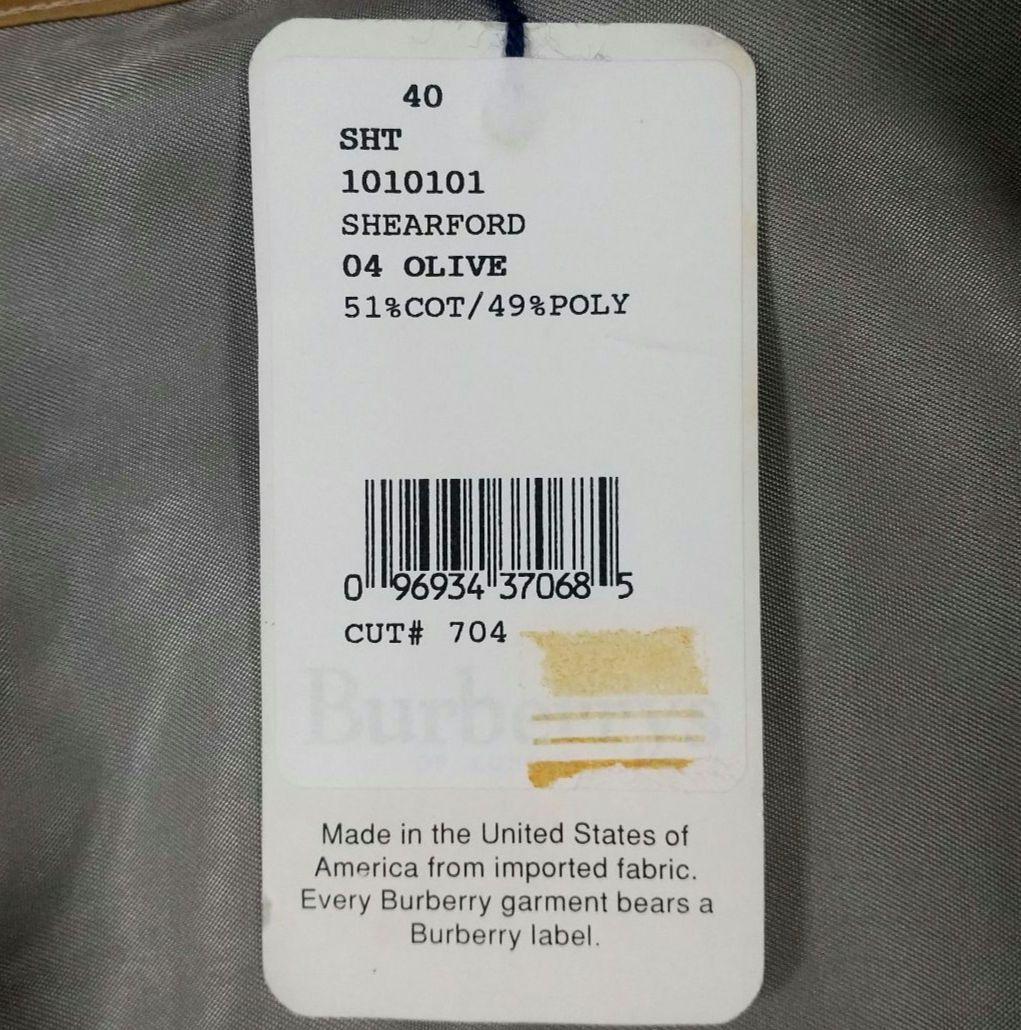 40
SHT
1010101
SHEARFORD
04 OLIVE
51%COT/49%POLY
0 96934 37068 5
CUT# 704
Burberrys
Made in the United States of
America from imported fabric.
Every Burberry garment bears a
Burberry label.